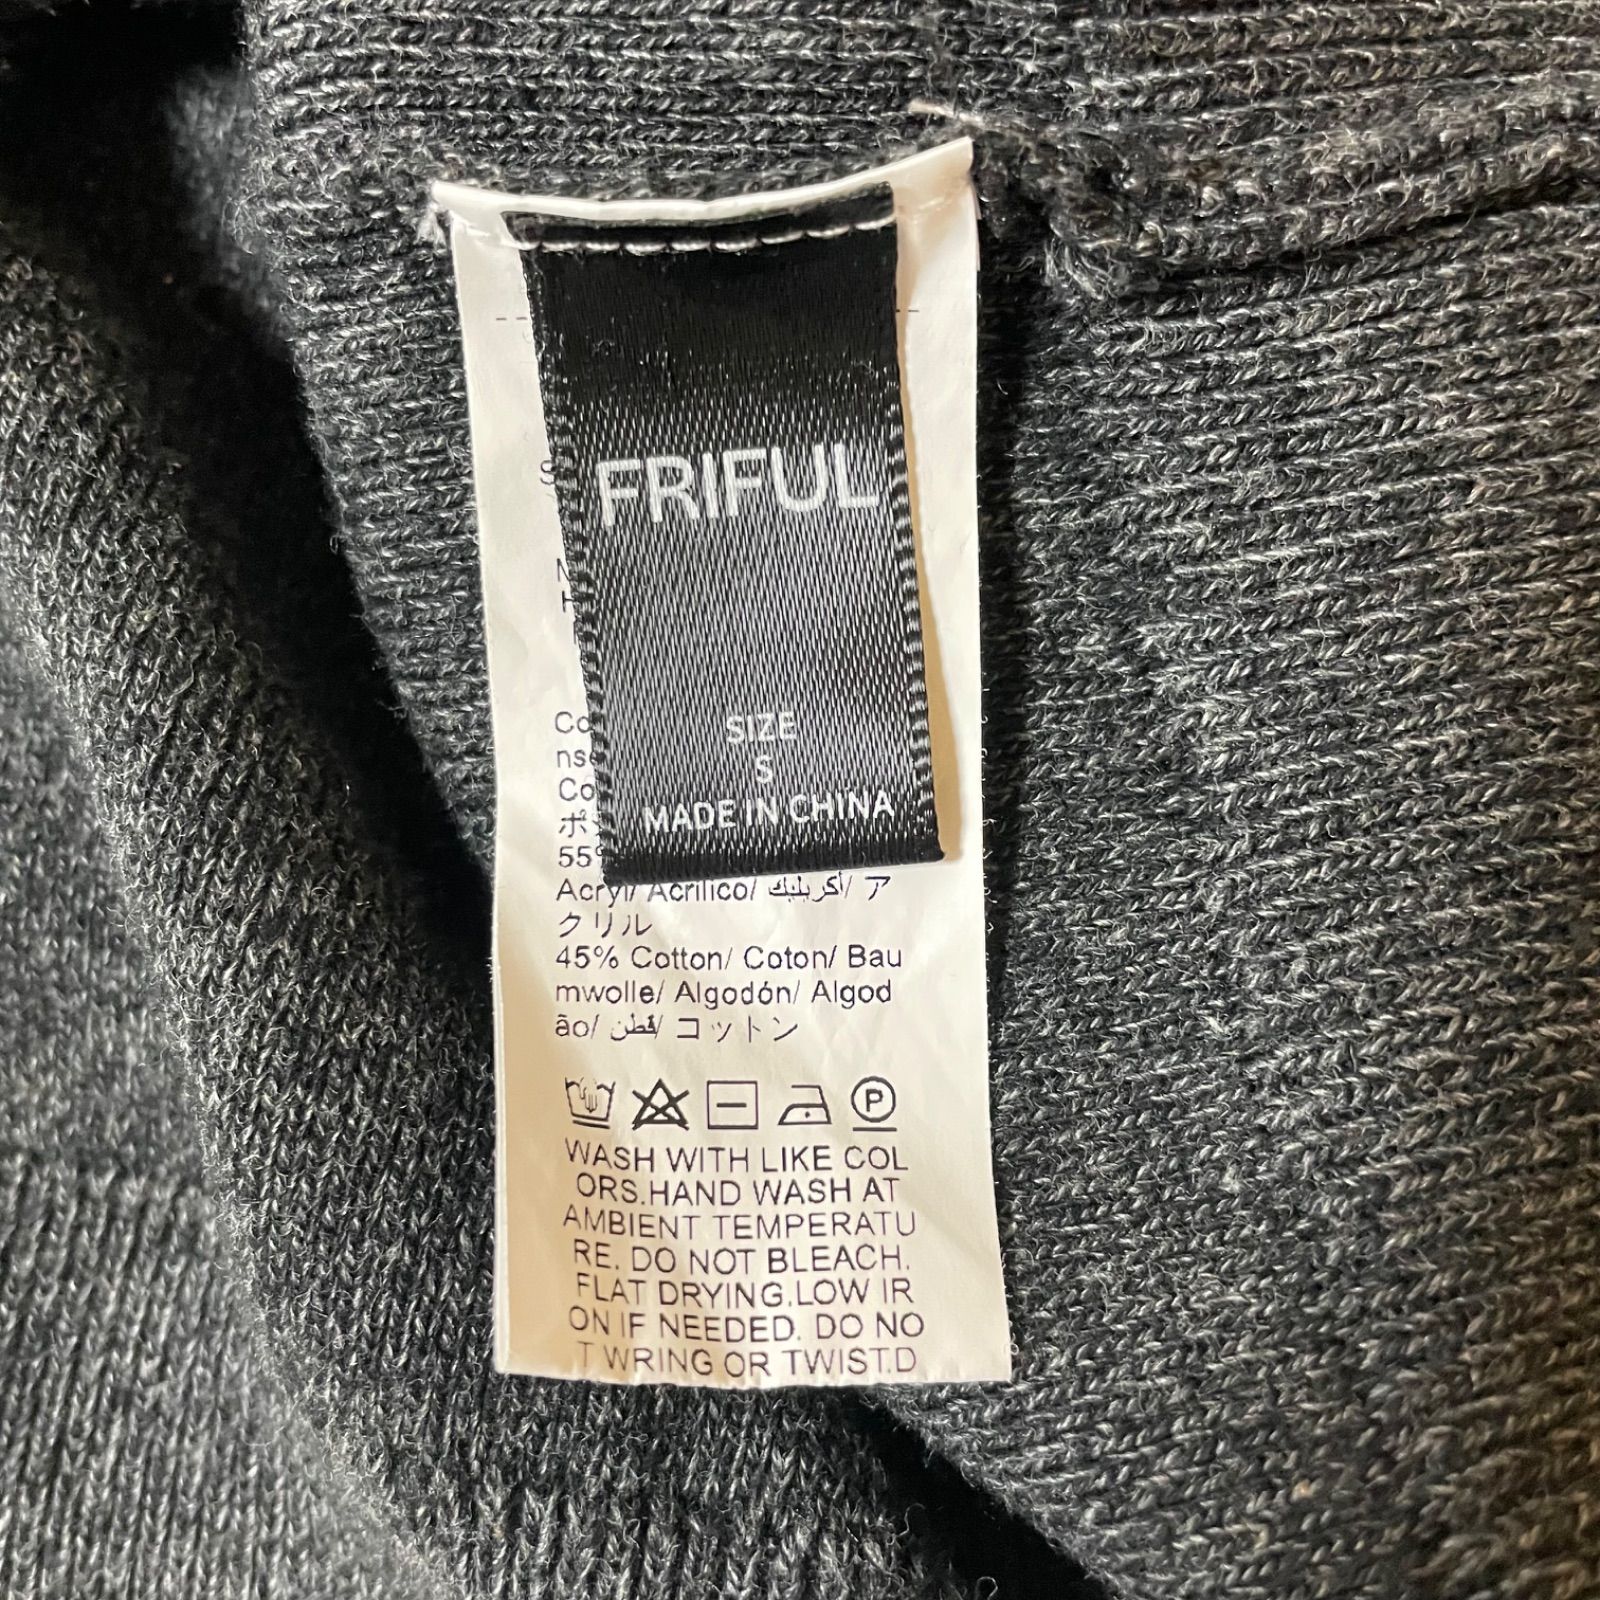 FRIFUL
SIZE
S
MADE IN CHINA
55%
Acryl/ Acrílico/ أكريليك/ ア
クリル
45% Cotton/ Coton/ Bau
mwolle/ Algodón/ Algod
ão/ قطن/ コットン
P
WASH WITH LIKE COL
ORS.HAND WASH AT
AMBIENT TEMPERATU
RE. DO NOT BLEACH.
FLAT DRYING.LOW IR
ON IF NEEDED. DO NO
T WRING OR TWIST.D